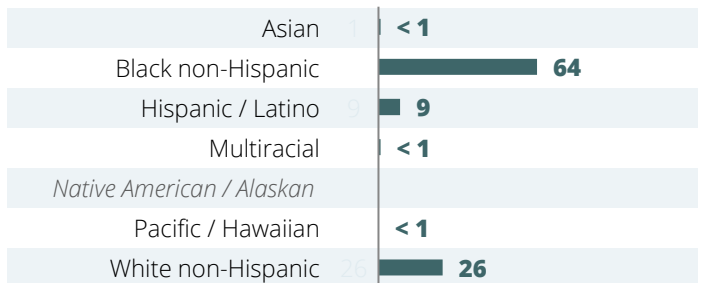 Asian 1 < 1
Black non-Hispanic 64
Hispanic / Latino 9 9
Multiracial < 1
Native American / Alaskan
Pacific / Hawaiian < 1
White non-Hispanic 26 26